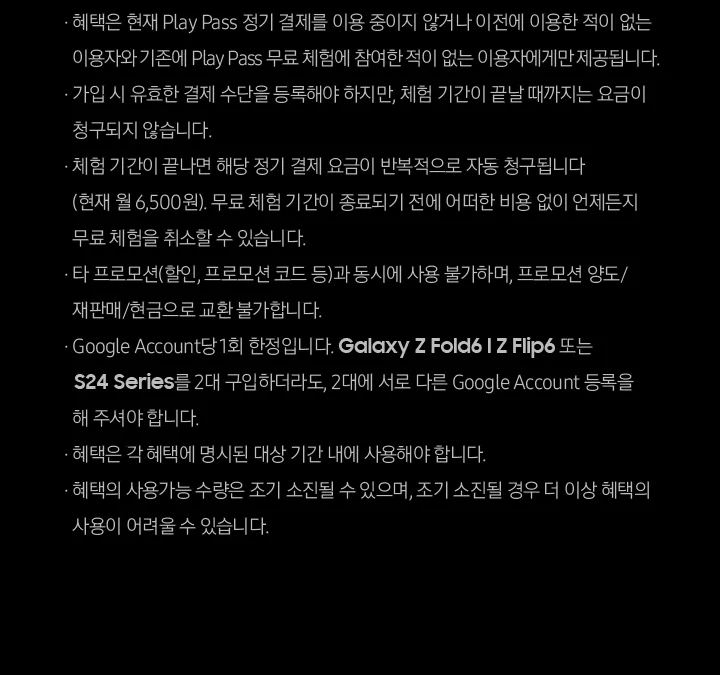 · 혜택은 현재 Play Pass 정기 결제를 이용 중이지 않거나 이전에 이용한 적이 없는
이용자와 기존에 Play Pass 무료 체험에 참여한 적이 없는 이용자에게만 제공됩니다.
· 가입 시 유효한 결제 수단을 등록해야 하지만, 체험 기간이 끝날 때까지는 요금이
청구되지 않습니다.
· 체험 기간이 끝나면 해당 정기 결제 요금이 반복적으로 자동 청구됩니다
(현재 월 6,500원). 무료 체험 기간이 종료되기 전에 어떠한 비용 없이 언제든지
무료 체험을 취소할 수 있습니다.
· 타 프로모션(할인, 프로모션 코드 등)과 동시에 사용 불가하며, 프로모션 양도/
재판매/현금으로 교환 불가합니다.
· Google Account당 1회 한정입니다. Galaxy Z Fold6 I Z Flip6 또는
S24 Series를 2대 구입하더라도, 2대에 서로 다른 Google Account 등록을
해 주셔야 합니다.
· 혜택은 각 혜택에 명시된 대상 기간 내에 사용해야 합니다.
· 혜택의 사용가능 수량은 조기 소진될 수 있으며, 조기 소진될 경우 더 이상 혜택의
사용이 어려울 수 있습니다.